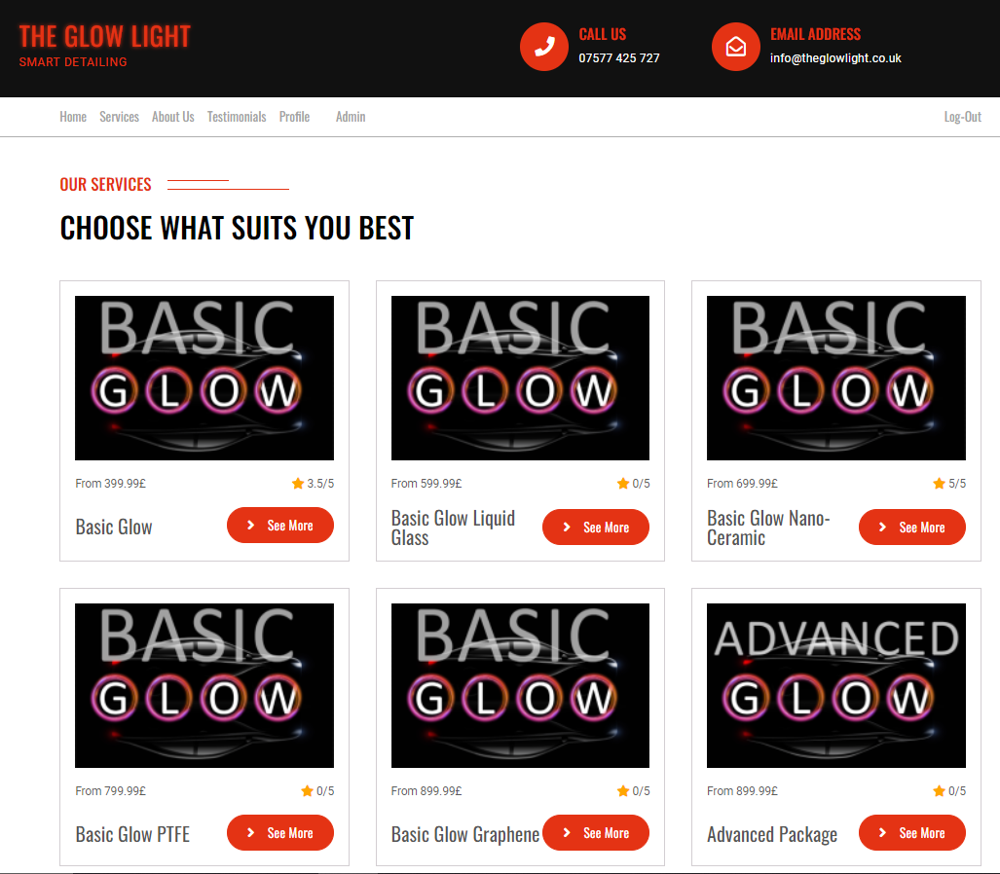 THE GLOW LIGHT
SMART DETAILING
CALL US
07577 425 727
EMAIL ADDRESS
info@theglowlight.co.uk
Home Services About Us Testimonials Profile Admin Log-Out
OUR SERVICES
CHOOSE WHAT SUITS YOU BEST
BASIC
GLOW
From 399.99£ 3.5/5
Basic Glow
See More
BASIC
GLOW
From 599.99£ 0/5
Basic Glow Liquid
Glass
See More
BASIC
GLOW
From 699.99£ 5/5
Basic Glow Nano-
Ceramic
See More
BASIC
GLOW
From 799.99£ 0/5
Basic Glow PTFE
See More
BASIC
GLOW
From 899.99£ 0/5
Basic Glow Graphene
See More
ADVANCED
GLOW
From 899.99£ 0/5
Advanced Package
See More